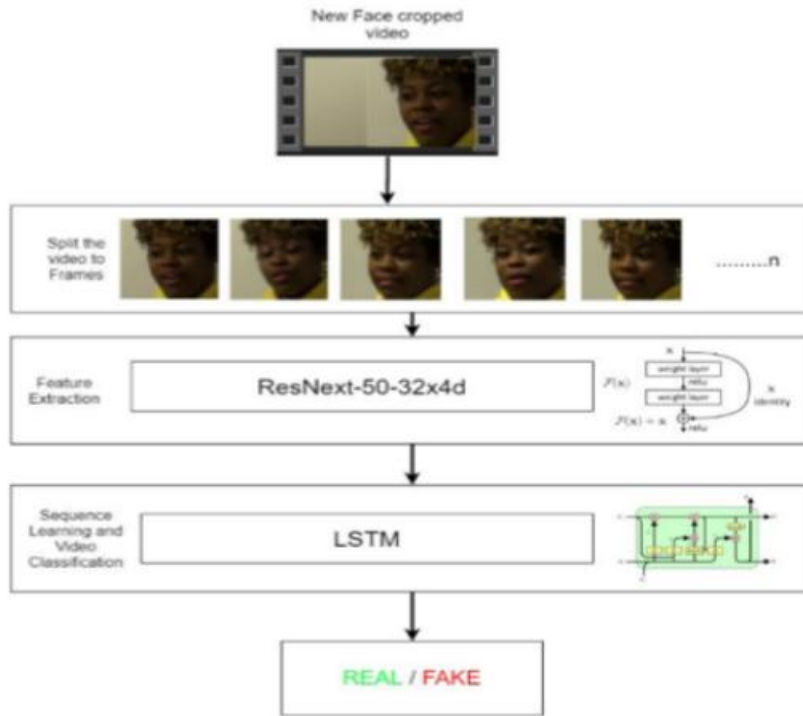 New Face cropped
video
Split the
video to
Frames
.........n
Feature
Extraction
ResNext-50-32x4d
x
weight layer
F(x)
relu
weight layer
x
identity
F(x) + x
relu
Sequence
Learning and
Video
Classification
LSTM
REAL / FAKE